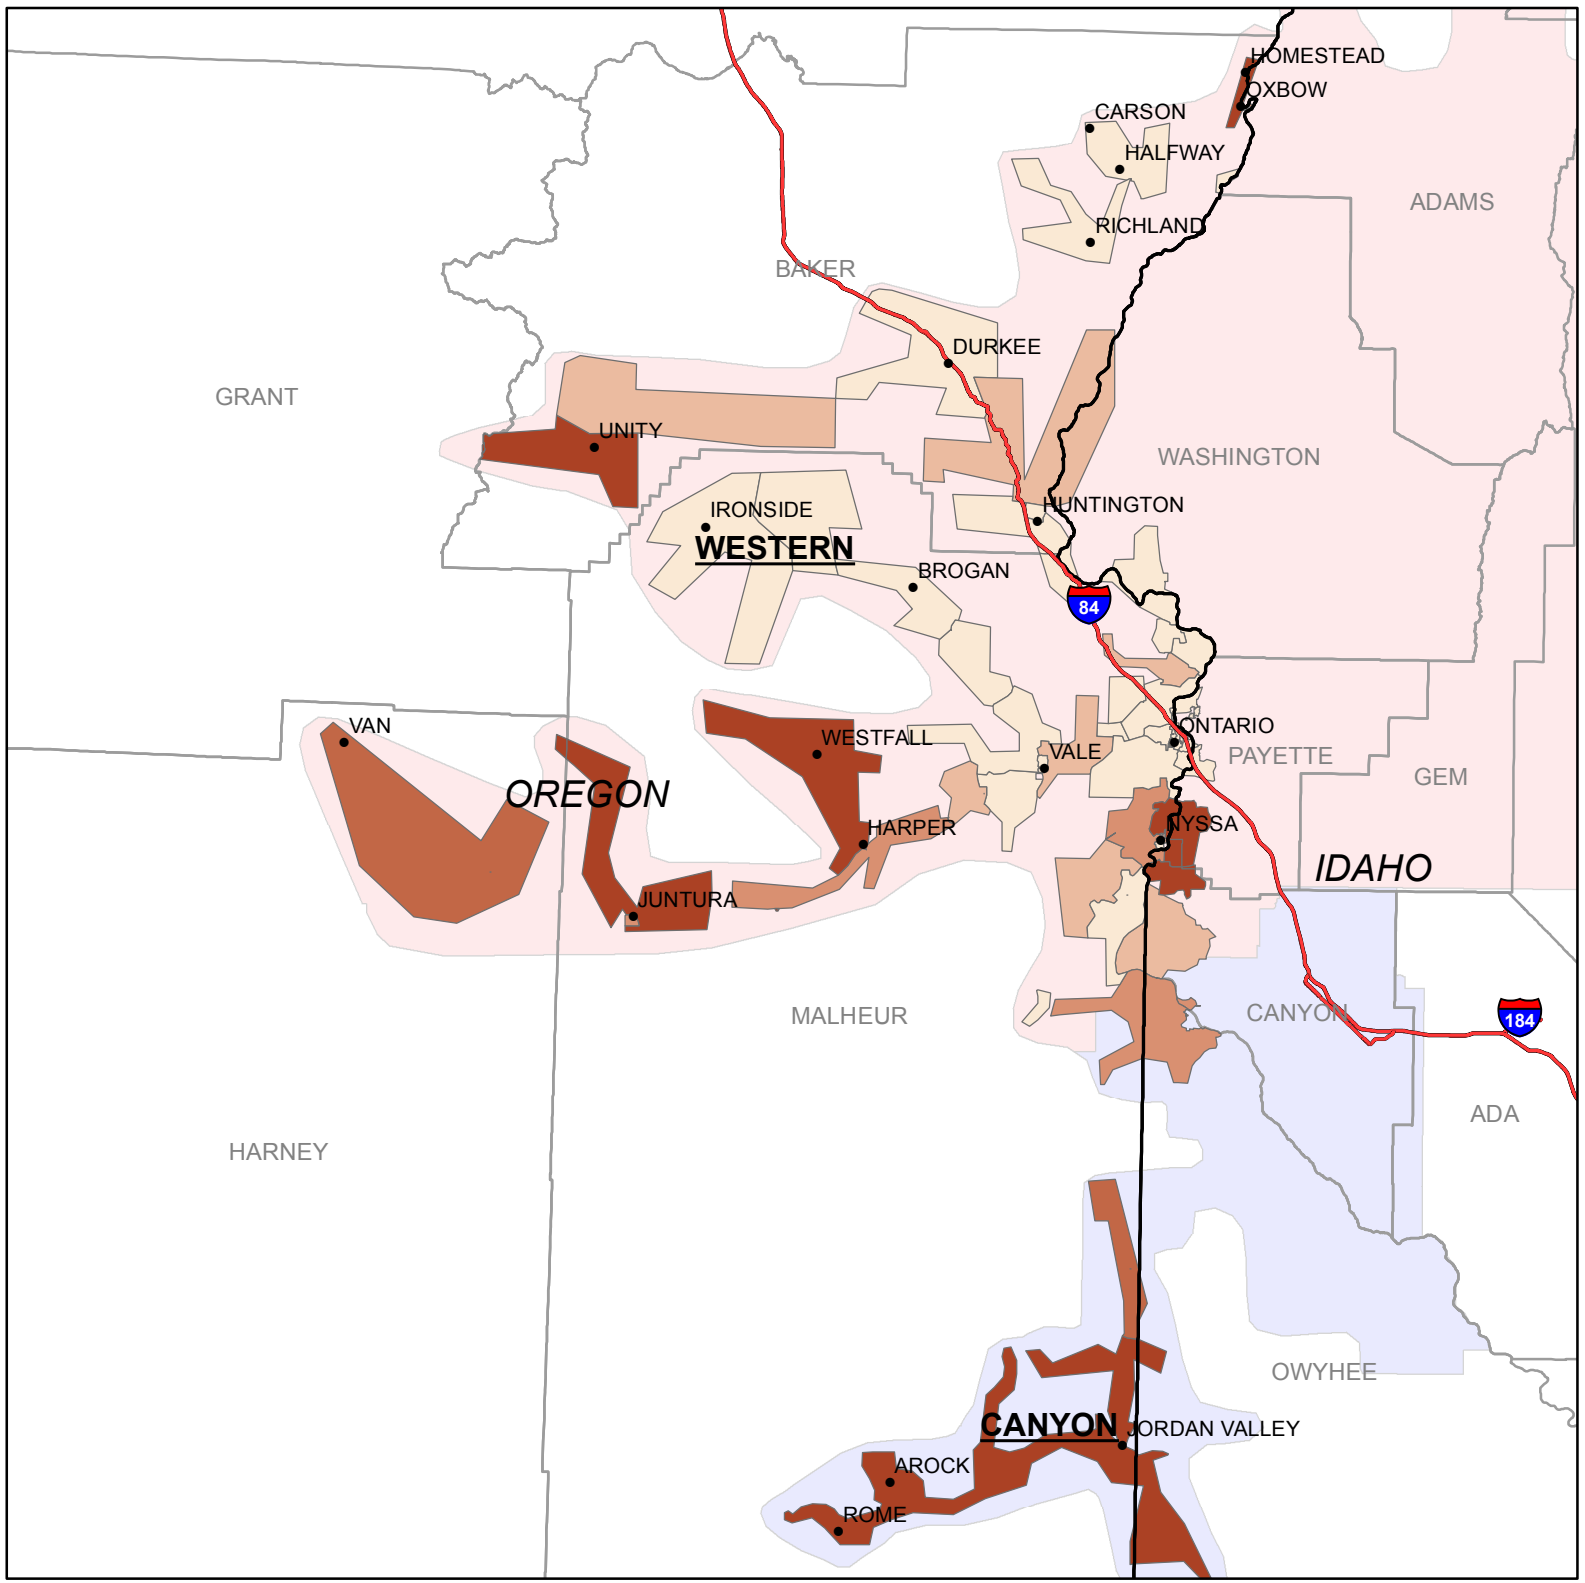 HOMESTEAD
OXBOW
CARSON
HALFWAY
ADAMS
RICHLAND
BAKER
DURKEE
GRANT
UNITY
WASHINGTON
HUNTINGTON
IRONSIDE
WESTERN
BROGAN
84
VAN
ONTARIO
WESTFALL
VALE
PAYETTE
GEM
OREGON
HARPER
NYSSA
IDAHO
JUNTURA
MALHEUR
CANYON
184
ADA
HARNEY
OWYHEE
CANYON
JORDAN VALLEY
AROCK
ROME